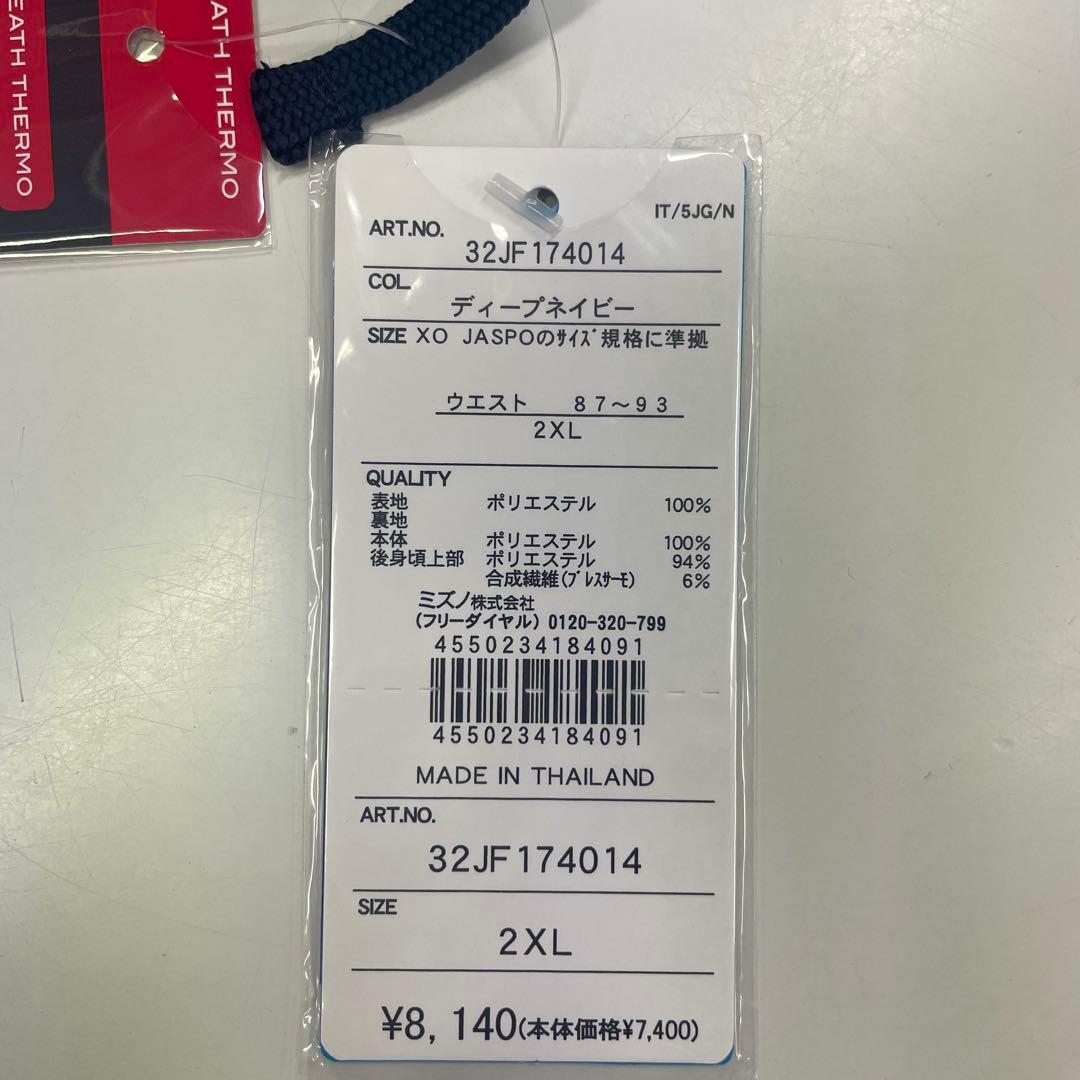 EATH THERMO
EATH THERMO
IT/5JG/N
ART.NO.
32JF174014
COL.
ディープネイビー
SIZE XO JASPOのｻｲｽﾞ規格に準拠
ウエスト 87～93
2XL
QUALITY
表地 ポリエステル 100%
裏地
本体 ポリエステル 100%
後身頃上部 ポリエステル 94%
合成繊維(ﾌﾞﾚｽｻｰﾓ) 6%
ミズノ株式会社
(フリーダイヤル) 0120-320-799
4550234184091
4550234184091
MADE IN THAILAND
ART.NO.
32JF174014
SIZE
2XL
¥8,140(本体価格¥7,400)